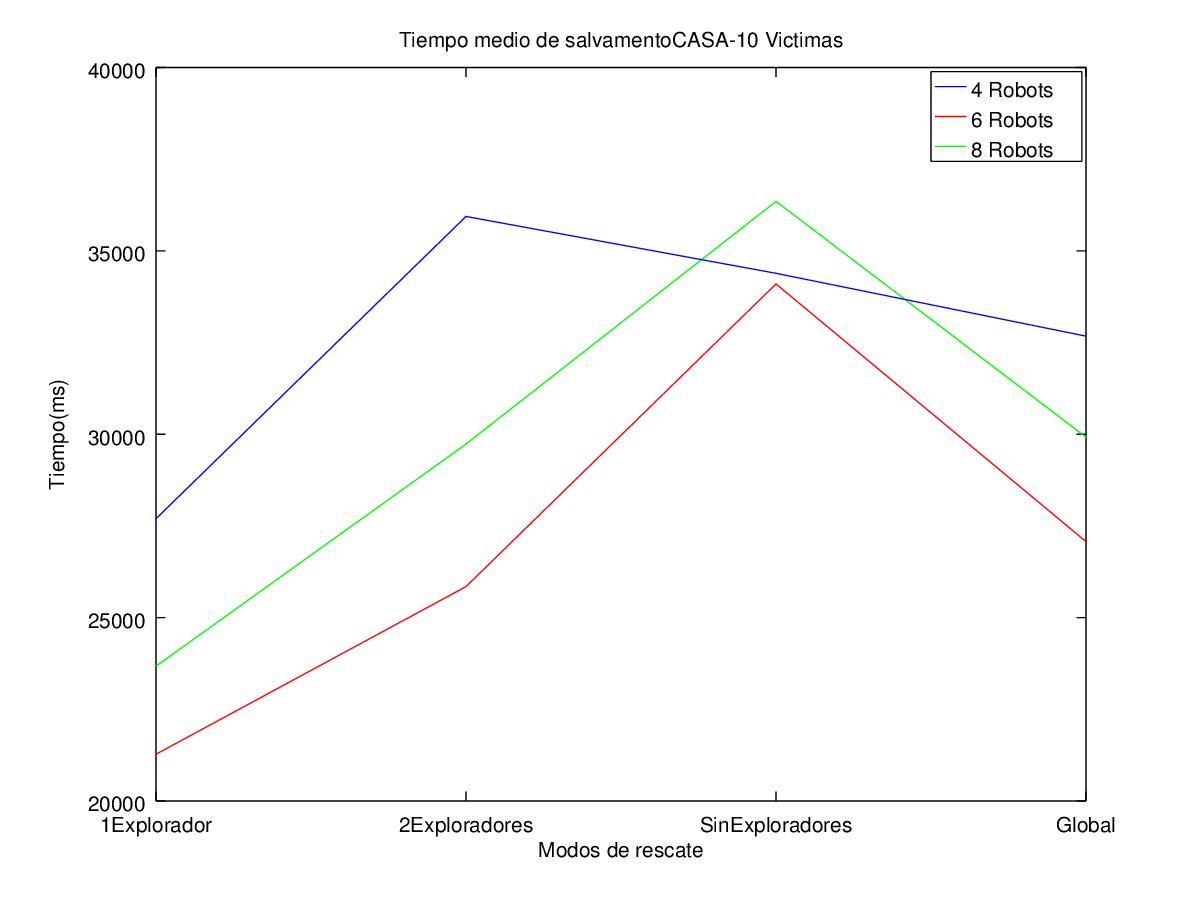 Tiempo medio de salvamentoCASA-10 Victimas
40000
35000
30000
25000
20000
Tiempo(ms)
4 Robots
6 Robots
8 Robots
1Explorador
2Exploradores
SinExploradores
Global
Modos de rescate